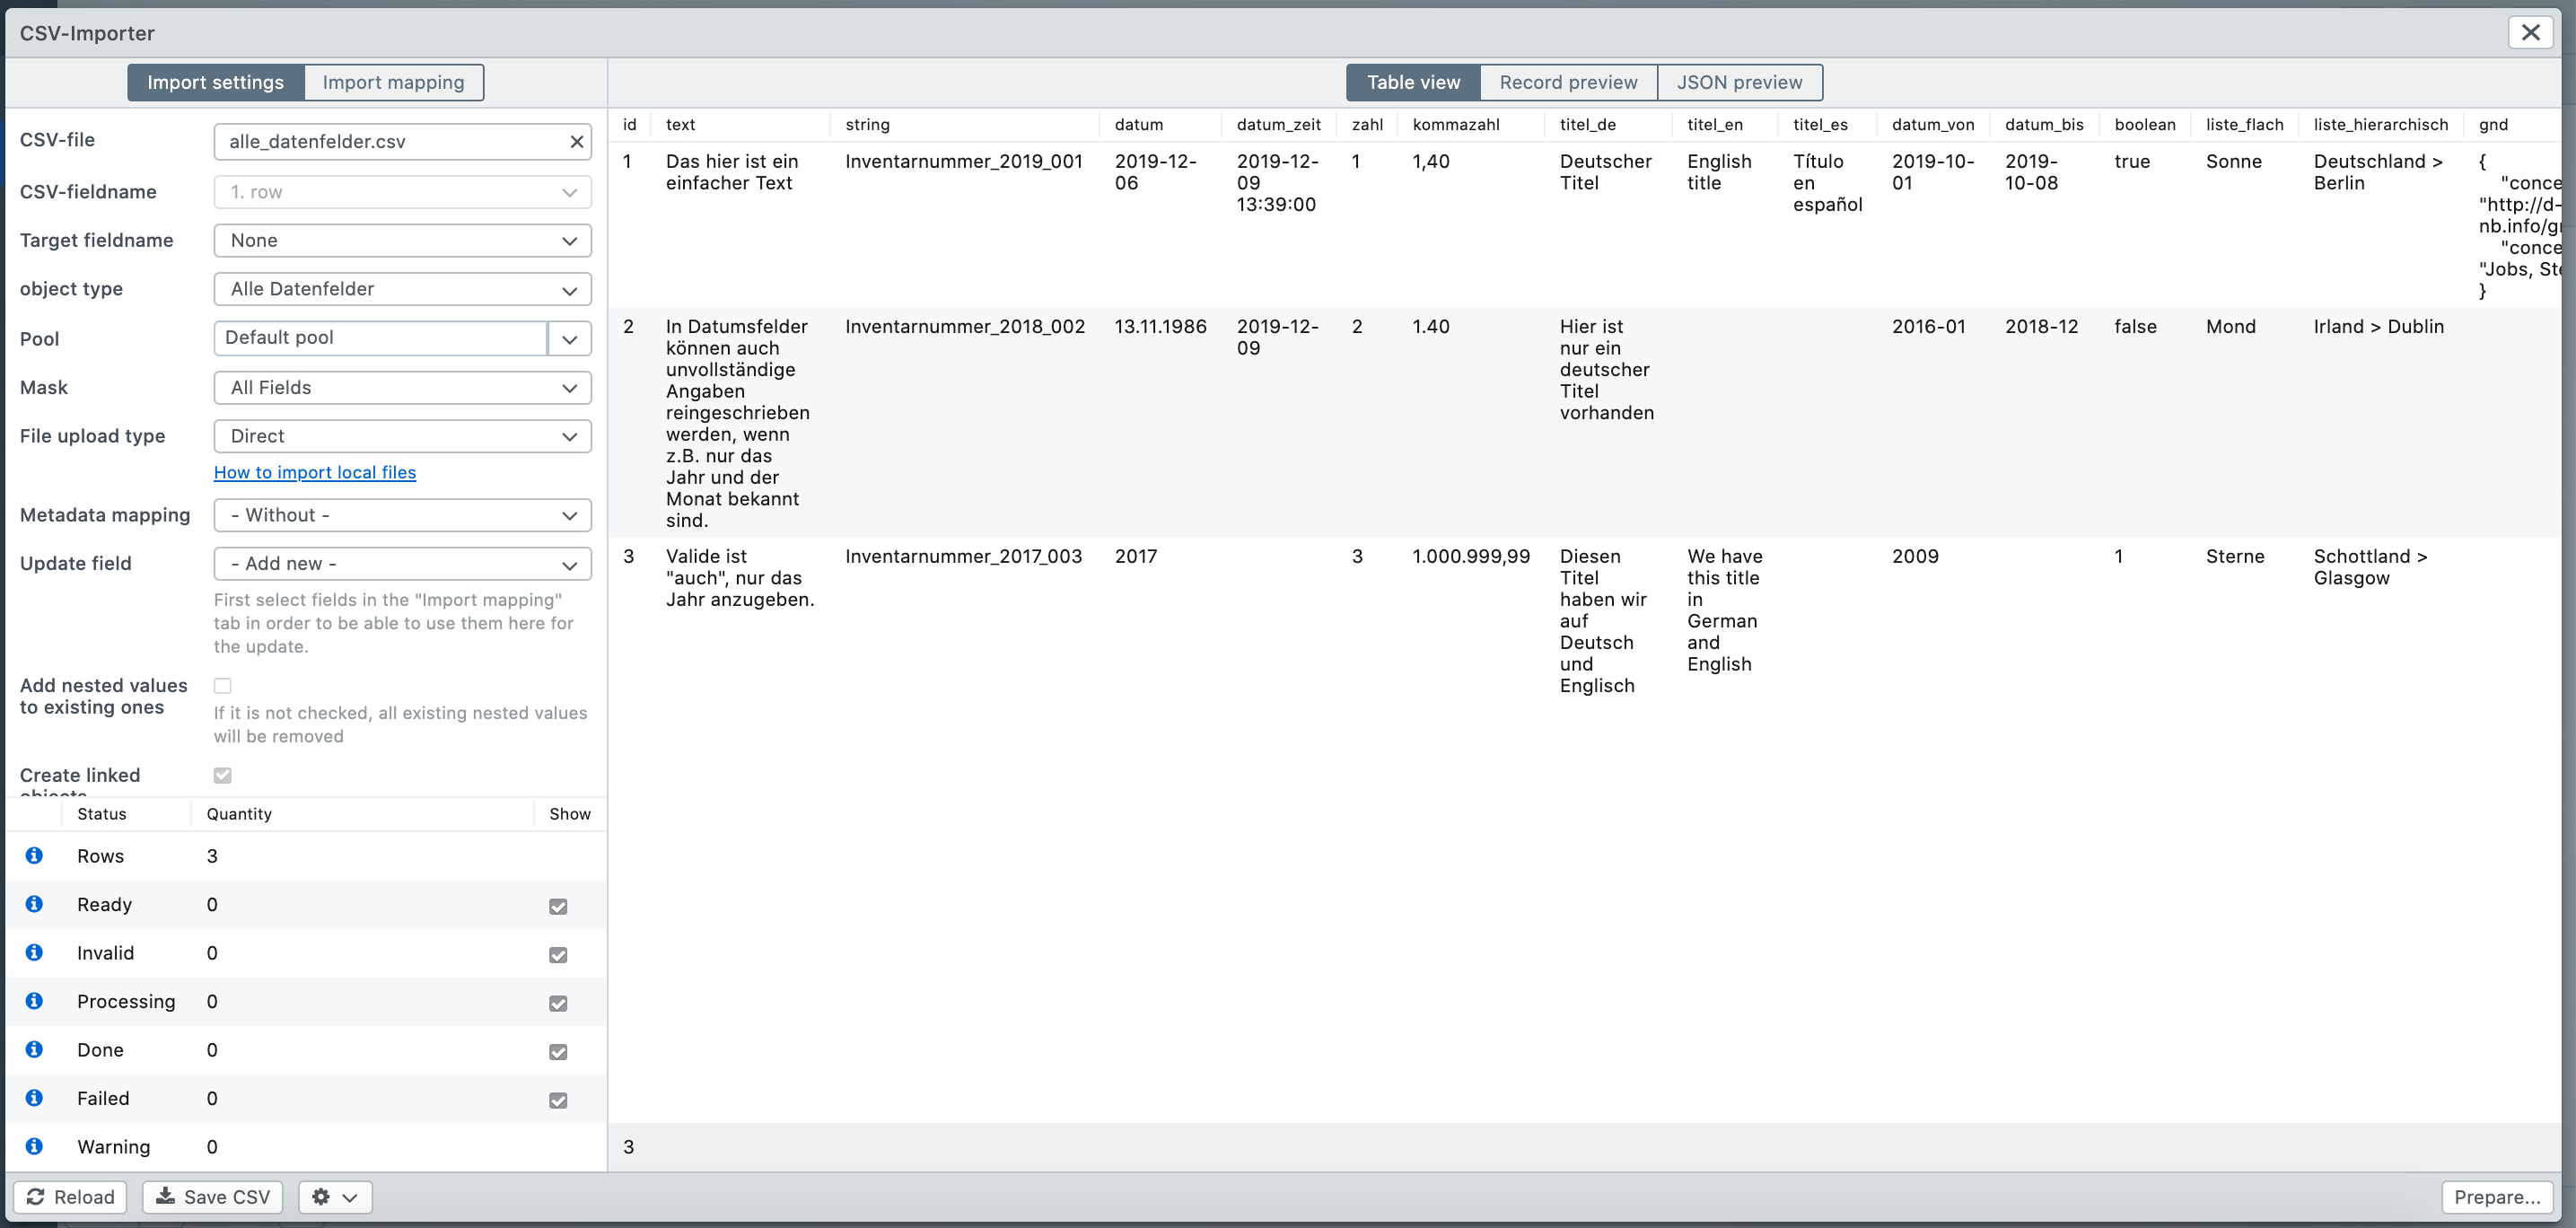 CSV-Importer
Import settings
Import mapping
Table view
Record preview
JSON preview
CSV-file
alle_datenfelder.csv
CSV-fieldname
1. row
Target fieldname
None
object type
Alle Datenfelder
Pool
Default pool
Mask
All Fields
File upload type
Direct
How to import local files
Metadata mapping
- Without -
Update field
- Add new -
First select fields in the "Import mapping"
tab in order to be able to use them here for
the update.
Add nested values
to existing ones
If it is not checked, all existing nested values
will be removed
Create linked
objects
Status
Quantity
Show
Rows
3
Ready
0
Invalid
0
Processing
0
Done
0
Failed
0
Warning
0
id
text
string
datum
datum_zeit
zahl
kommazahl
titel_de
titel_en
titel_es
datum_von
datum_bis
boolean
liste_flach
liste_hierarchisch
gnd
1
Das hier ist ein
einfacher Text
Inventarnummer_2019_001
2019-12-
06
2019-12-
09
13:39:00
1
1,40
Deutscher
Titel
English
title
Título
en
español
2019-10-
01
2019-
10-08
true
Sonne
Deutschland >
Berlin
{
"conce
"http://d-
nb.info/g
"conce
"Jobs, Ste
}
2
In Datumsfelder
können auch
unvollständige
Angaben
reingeschrieben
werden, wenn
z.B. nur das
Jahr und der
Monat bekannt
sind.
Inventarnummer_2018_002
13.11.1986
2019-12-
09
2
1.40
Hier ist
nur ein
deutscher
Titel
vorhanden
2016-01
2018-12
false
Mond
Irland > Dublin
3
Valide ist
"auch", nur das
Jahr anzugeben.
Inventarnummer_2017_003
2017
3
1.000.999,99
Diesen
Titel
haben wir
auf
Deutsch
und
Englisch
We have
this title
in
German
and
English
2009
1
Sterne
Schottland >
Glasgow
3
Reload
Save CSV
Prepare...